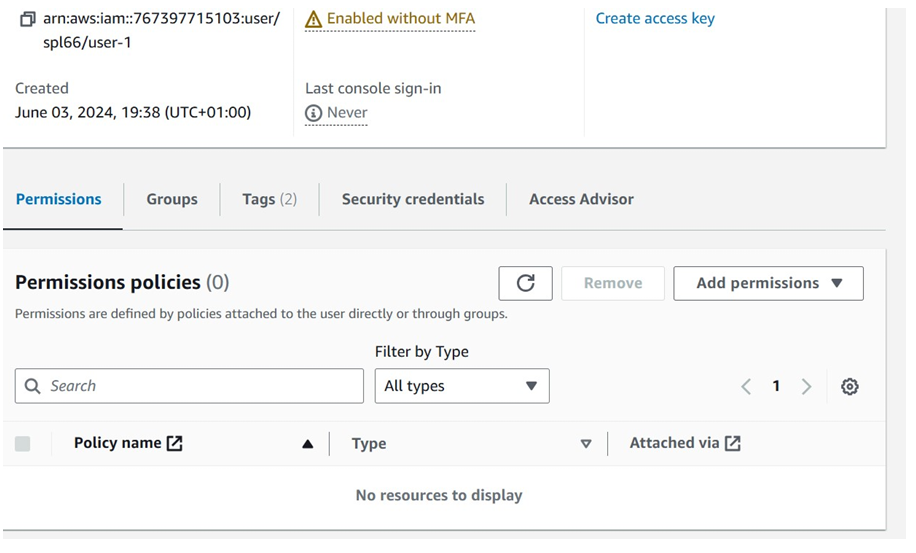 arn:aws:iam::767397715103:user/
spl66/user-1
Enabled without MFA
Create access key
Created
June 03, 2024, 19:38 (UTC+01:00)
Last console sign-in
Never
Permissions
Groups
Tags (2)
Security credentials
Access Advisor
Permissions policies (0)
Remove
Add permissions
Permissions are defined by policies attached to the user directly or through groups.
Filter by Type
Search
All types
1
Policy name
Type
Attached via
No resources to display